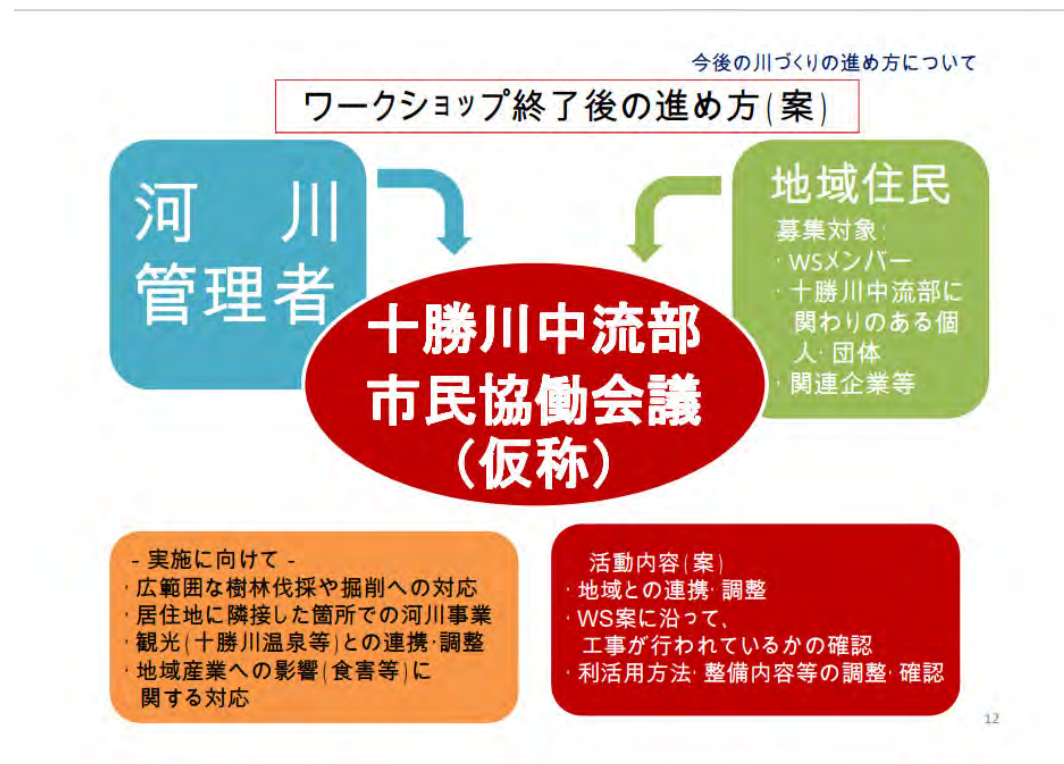 今後の川づくりの進め方について
ワークショップ終了後の進め方(案)
河 川
管理者
地域住民
募集対象:
・WSメンバー
・十勝川中流部に
関わりのある個
人・団体
・関連企業等
十勝川中流部
市民協働会議
(仮称)
- 実施に向けて -
・広範囲な樹林伐採や掘削への対応
・居住地に隣接した箇所での河川事業
・観光(十勝川温泉等)との連携・調整
・地域産業への影響(食害等)に
関する対応
活動内容(案)
・地域との連携・調整
・WS案に沿って、
工事が行われているかの確認
・利活用方法・整備内容等の調整・確認
12